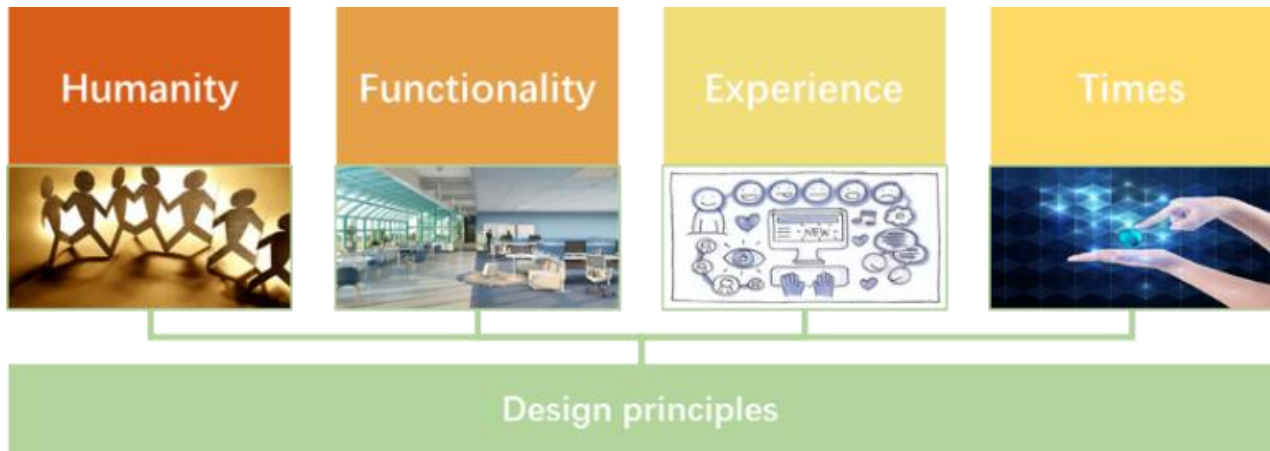 Humanity
Functionality
Experience
Times
NEW
Design principles